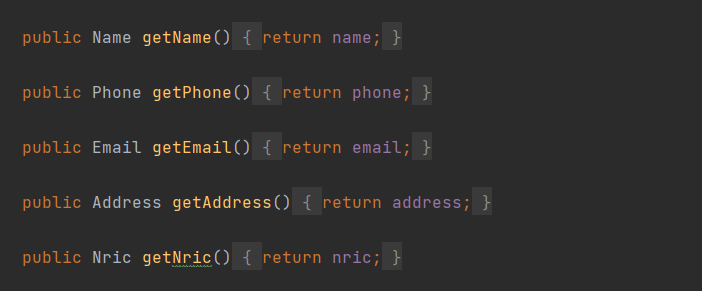 public Name getName() { return name; }
public Phone getPhone() { return phone; }
public Email getEmail() { return email; }
public Address getAddress() { return address; }
public Nric getNric() { return nric; }